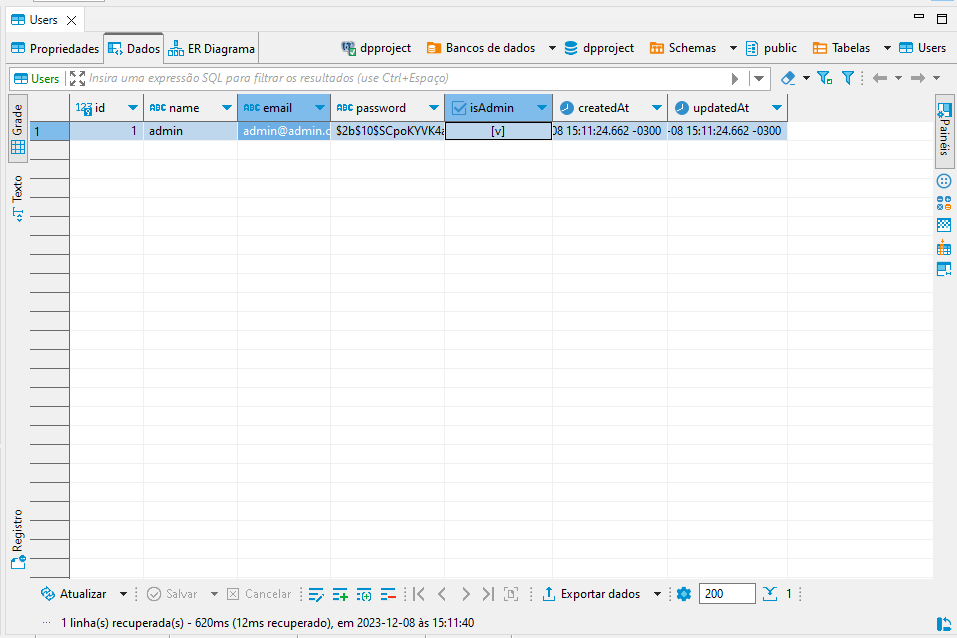 Users
Propriedades Dados ER Diagrama dpproject Bancos de dados dpproject Schemas public Tabelas Users
Users Insira uma expressão SQL para filtrar os resultados (use Ctrl+Espaço)
Grade
Texto
Registro
123 id ABC name ABC email ABC password isAdmin createdAt updatedAt
1 1 admin admin@admin.c $2b$10$SCpoKYVK4a [v] 08 15:11:24.662 -0300 -08 15:11:24.662 -0300
Painéis
Atualizar Salvar Cancelar Exportar dados 200 1
1 linha(s) recuperada(s) - 620ms (12ms recuperado), em 2023-12-08 às 15:11:40